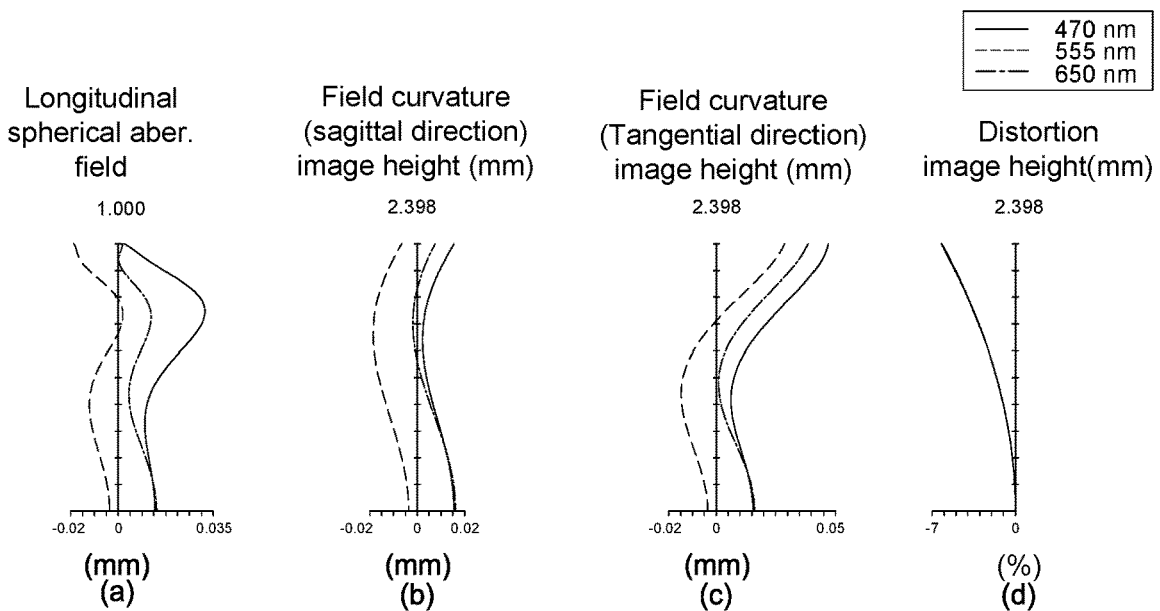 470 nm
555 nm
650 nm
Longitudinal
spherical aber.
field
1.000
-0.02 0 0.035
(mm)
(a)
Field curvature
(sagittal direction)
image height (mm)
2.398
-0.02 0 0.02
(mm)
(b)
Field curvature
(Tangential direction)
image height (mm)
2.398
-0.02 0 0.05
(mm)
(c)
Distortion
image height(mm)
2.398
-7 0
(%)
(d)